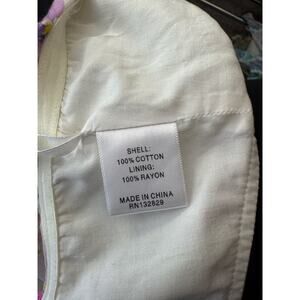 SHELL:
100% COTTON
LINING:
100% RAYON
MADE IN CHINA
RN132829